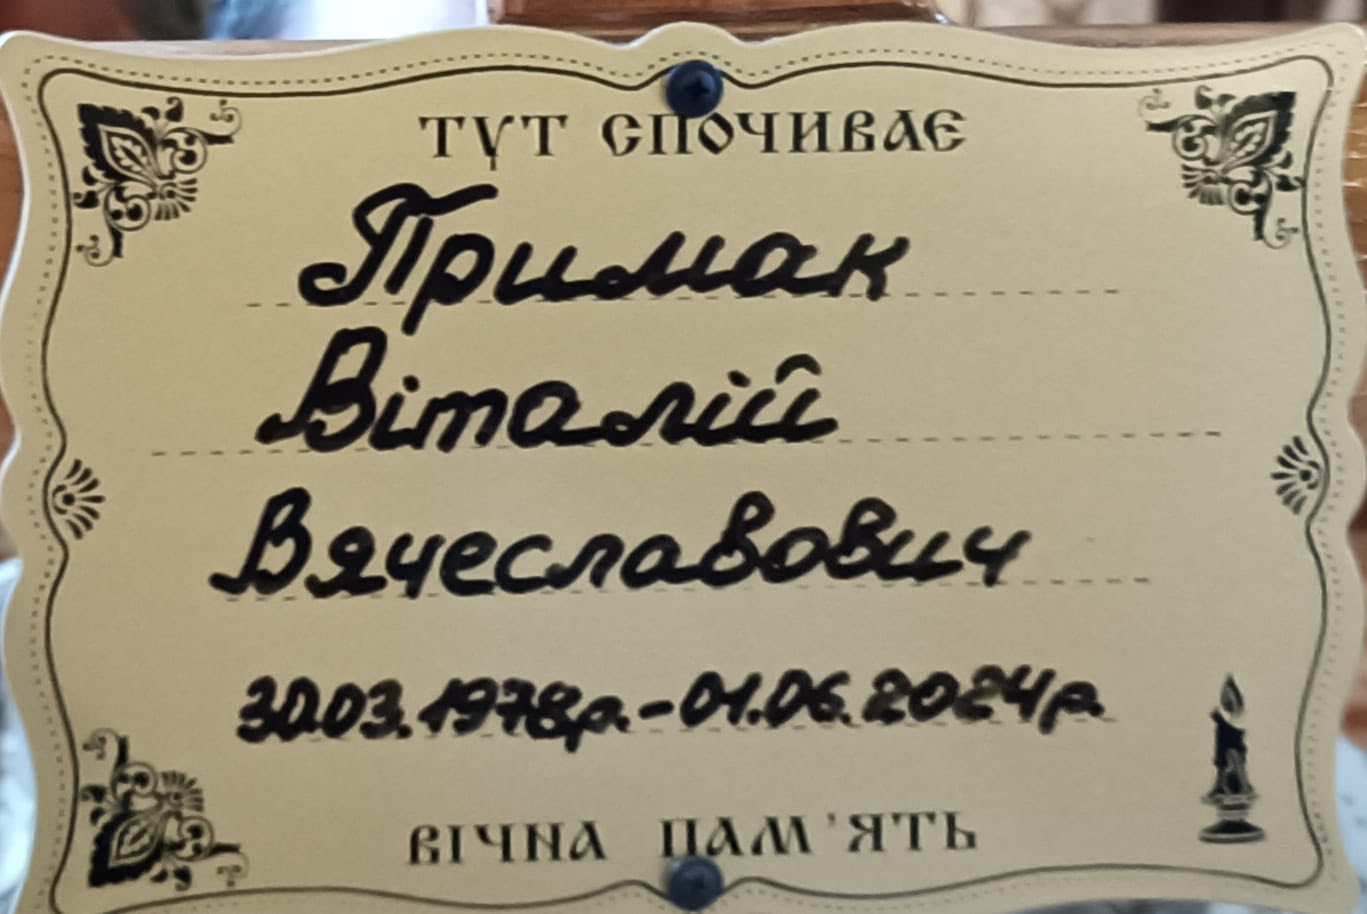 ТУТ СПОЧИВАЄ
Примак
Віталій
Вячеславович
30.03.1978р.-01.06.2024р.
ВІЧНА ПАМ'ЯТЬ